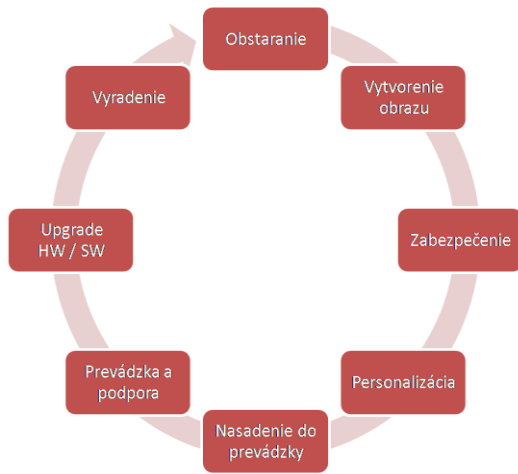 Obstaranie
Vytvorenie
obrazu
Zabezpečenie
Personalizácia
Nasadenie do
prevádzky
Prevádzka a
podpora
Upgrade
HW / SW
Vyradenie